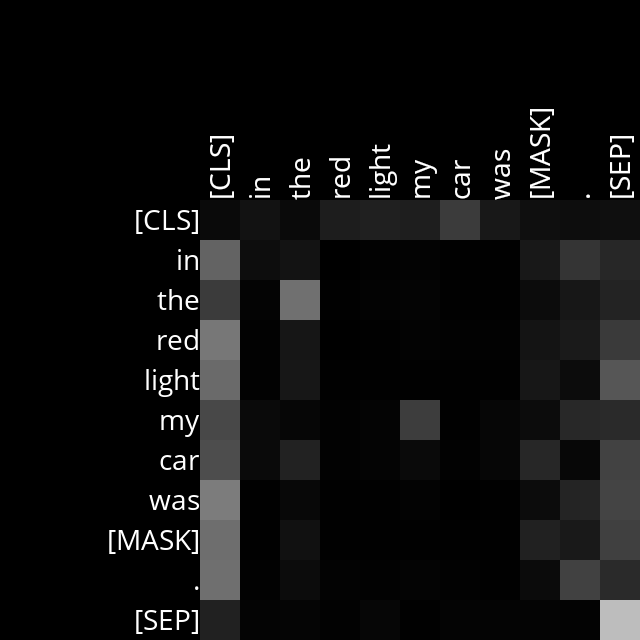 [CLS] in the red light my car was [MASK] . [SEP]
[CLS]
in
the
red
light
my
car
was
[MASK]
.
[SEP]